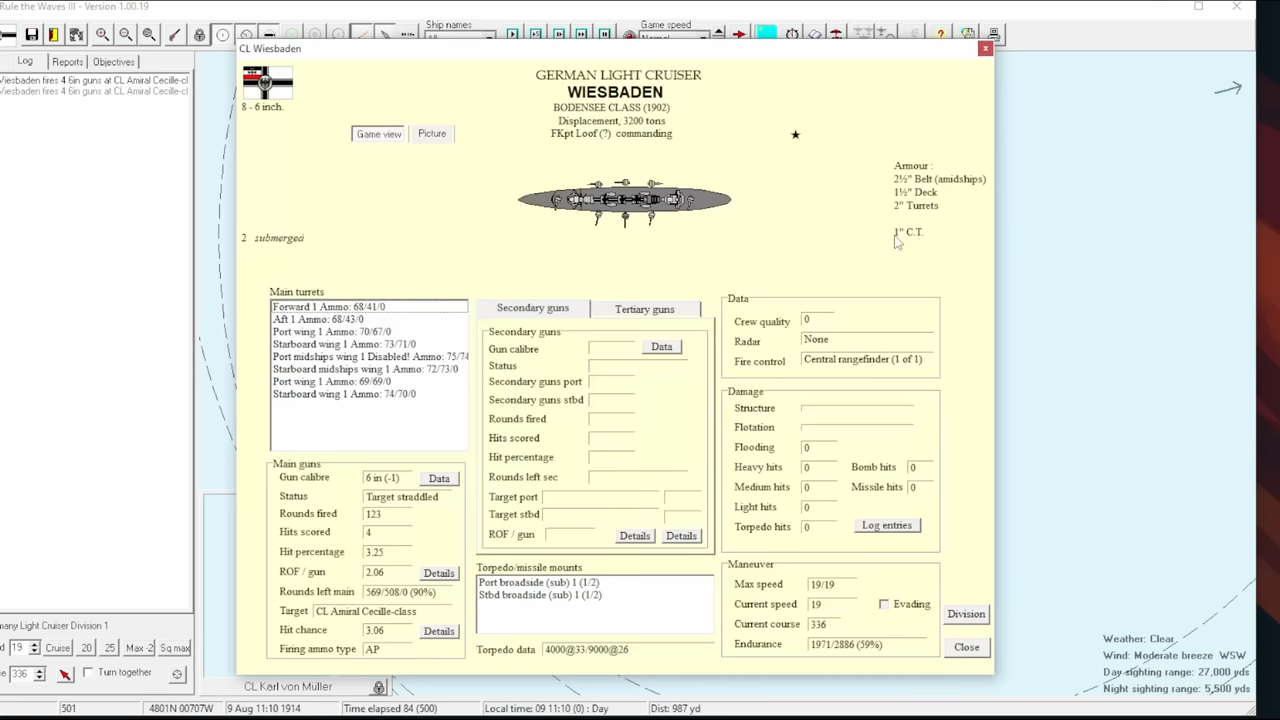 Rule the Waves III - Version 1.00.19
Ship names
All
Game speed
Normal
Log
Reports
Objectives
Viesbaden fires 4 6in guns at CL Amiral Cecille-cl
Viesbaden fires 4 6in guns at CL Amiral Cecille-cl
CL Wiesbaden
GERMAN LIGHT CRUISER
WIESBADEN
8 - 6 inch.
BODENSEE CLASS (1902)
Displacement, 3200 tons
FKpt Loof (?) commanding
Game view
Picture
Armour :
2½" Belt (amidships)
1½" Deck
2" Turrets
1" C.T.
2 submerged
Main turrets
Forward 1 Ammo: 68/41/0
Aft 1 Ammo: 68/43/0
Port wing 1 Ammo: 70/67/0
Starboard wing 1 Ammo: 73/71/0
Port midships wing 1 Disabled! Ammo: 75/74
Starboard midships wing 1 Ammo: 72/73/0
Port wing 1 Ammo: 69/69/0
Starboard wing 1 Ammo: 74/70/0
Main guns
Gun calibre 6 in (-1) Data
Status Target straddled
Rounds fired 123
Hits scored 4
Hit percentage 3.25
ROF / gun 2.06 Details
Rounds left main 569/508/0 (90%)
Target CL Amiral Cecille-class
Hit chance 3.06 Details
Firing ammo type AP
Secondary guns
Tertiary guns
Secondary guns
Gun calibre Data
Status
Secondary guns port
Secondary guns stbd
Rounds fired
Hits scored
Hit percentage
Rounds left sec
Target port
Target stbd
ROF / gun Details Details
Torpedo/missile mounts
Port broadside (sub) 1 (1/2)
Stbd broadside (sub) 1 (1/2)
Torpedo data 4000@33/9000@26
Data
Crew quality 0
Radar None
Fire control Central rangefinder (1 of 1)
Damage
Structure
Flotation
Flooding 0
Heavy hits 0 Bomb hits 0
Medium hits 0 Missile hits 0
Light hits 0
Torpedo hits 0 Log entries
Maneuver
Max speed 19/19
Current speed 19 Evading
Current course 336
Endurance 1971/2886 (59%)
Division
Close
many Light Cruiser Division 1
d 19 Cruise 20 25 Max -2 Sq max
e 336 Turn together
CL Karl von Müller
Weather: Clear
Wind: Moderate breeze WSW
Day sighting range: 27,000 yds
Night sighting range: 5,500 yds
501 4801N 00707W 9 Aug 11:10 1914 Time elapsed 84 (500) Local time: 09 11:10 (0) : Day Dist: 987 yd